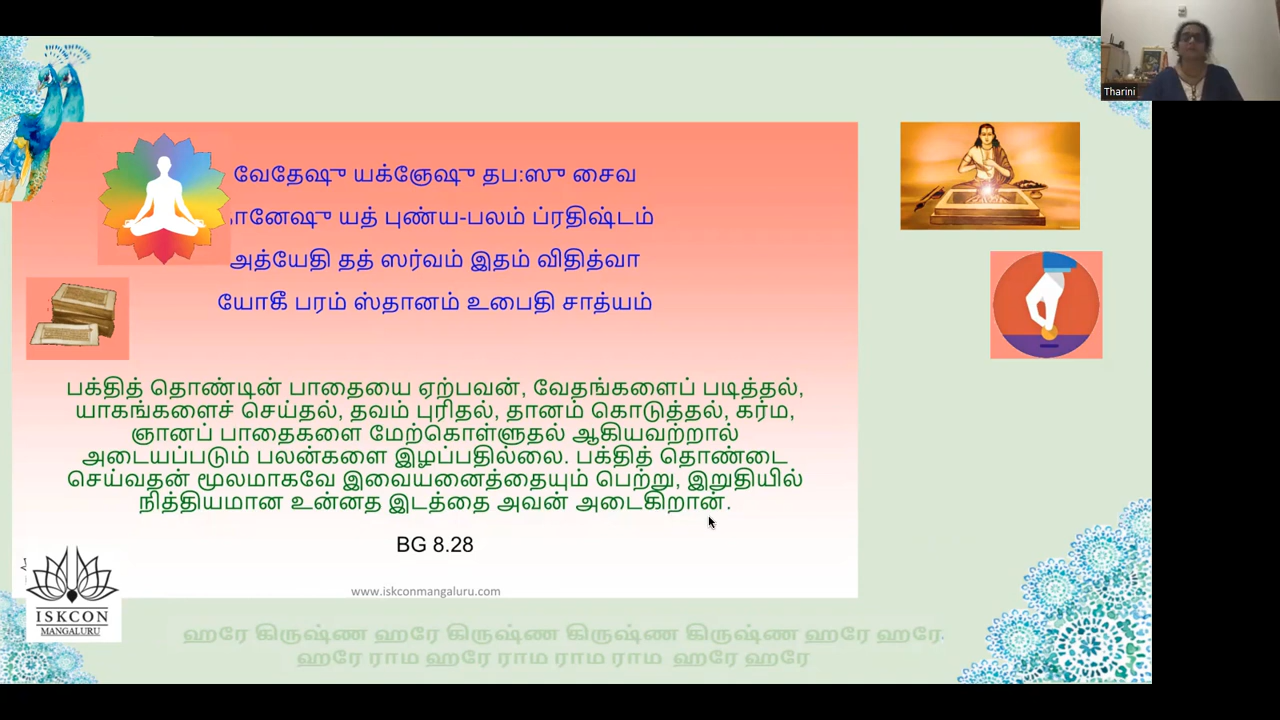 Tharini
வேதேஷு யக்ஞேஷு தப:ஸு சைவ
யத் புண்ய-பலம் ப்ரதிஷ்டம்
அத்யேதி தத் ஸர்வம் இதம் விதித்வா
யோகீ பரம் ஸ்தானம் உபைதி சாத்யம்
பக்தித் தொண்டின் பாதையை ஏற்பவன், வேதங்களைப் படித்தல்,
யாகங்களைச் செய்தல், தவம் புரிதல், தானம் கொடுத்தல், கர்ம,
ஞானப் பாதைகளை மேற்கொள்ளுதல் ஆகியவற்றால்
அடையப்படும் பலன்களை இழப்பதில்லை. பக்தித் தொண்டை
செய்வதன் மூலமாகவே இவையனைத்தையும் பெற்று, இறுதியில்
நித்தியமான உன்னத இடத்தை அவன் அடைகிறான்.
BG 8.28
www.iskconmangaluru.com
ISKCON
MANGALURU
ஹரே கிருஷ்ண ஹரே கிருஷ்ண கிருஷ்ண கிருஷ்ண ஹரே ஹரே
ஹரே ராம ஹரே ராம ராம ராம ஹரே ஹரே